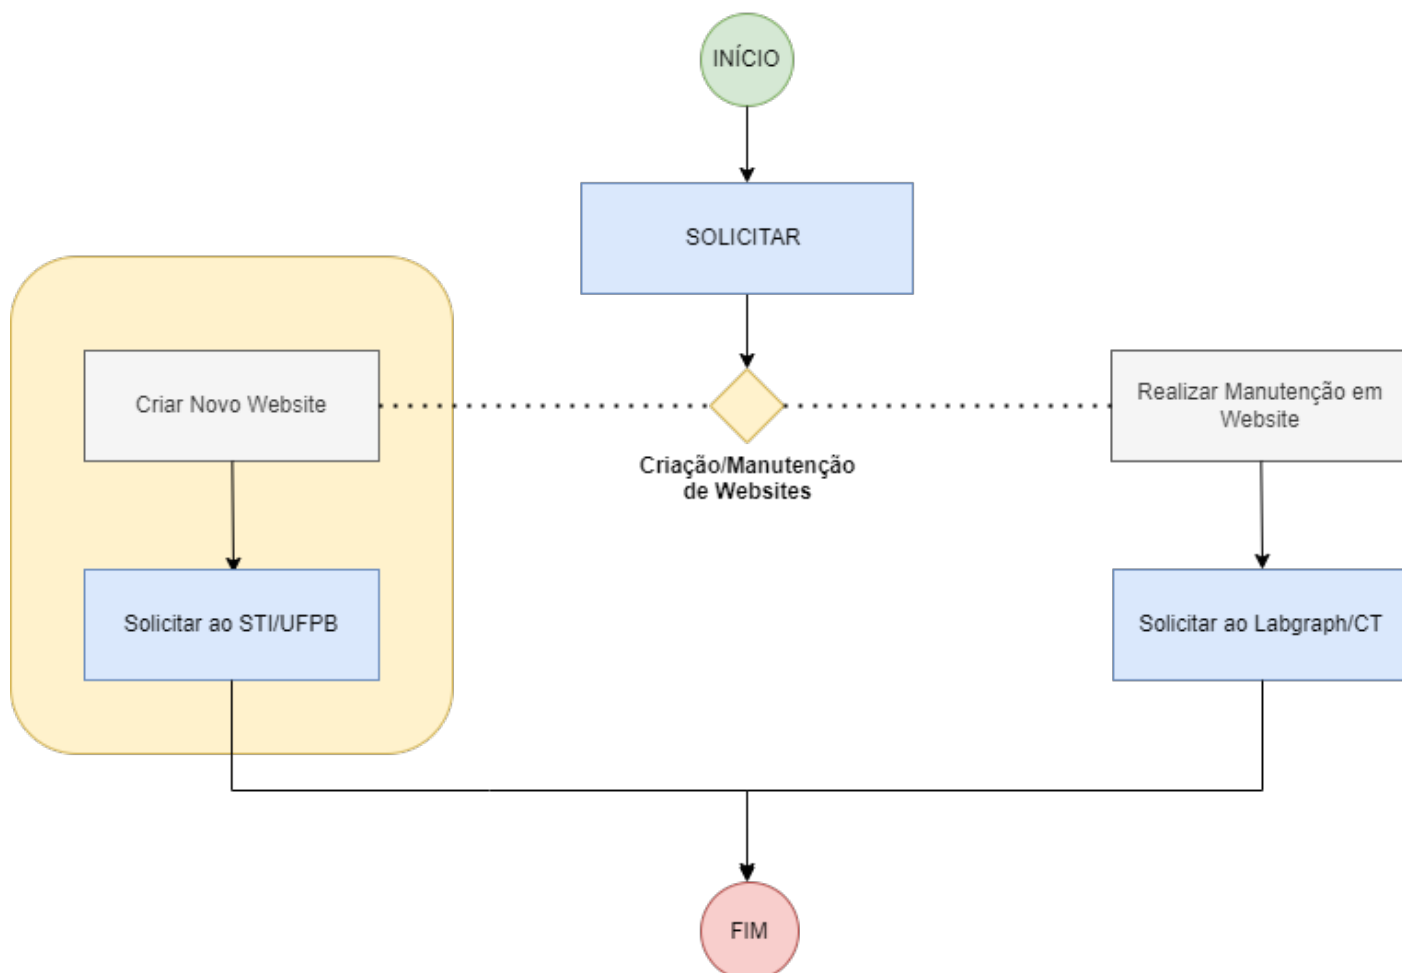 INÍCIO
SOLICITAR
Criar Novo Website
Realizar Manutenção em
Website
Criação/Manutenção
de Websites
Solicitar ao STI/UFPB
Solicitar ao Labgraph/CT
FIM